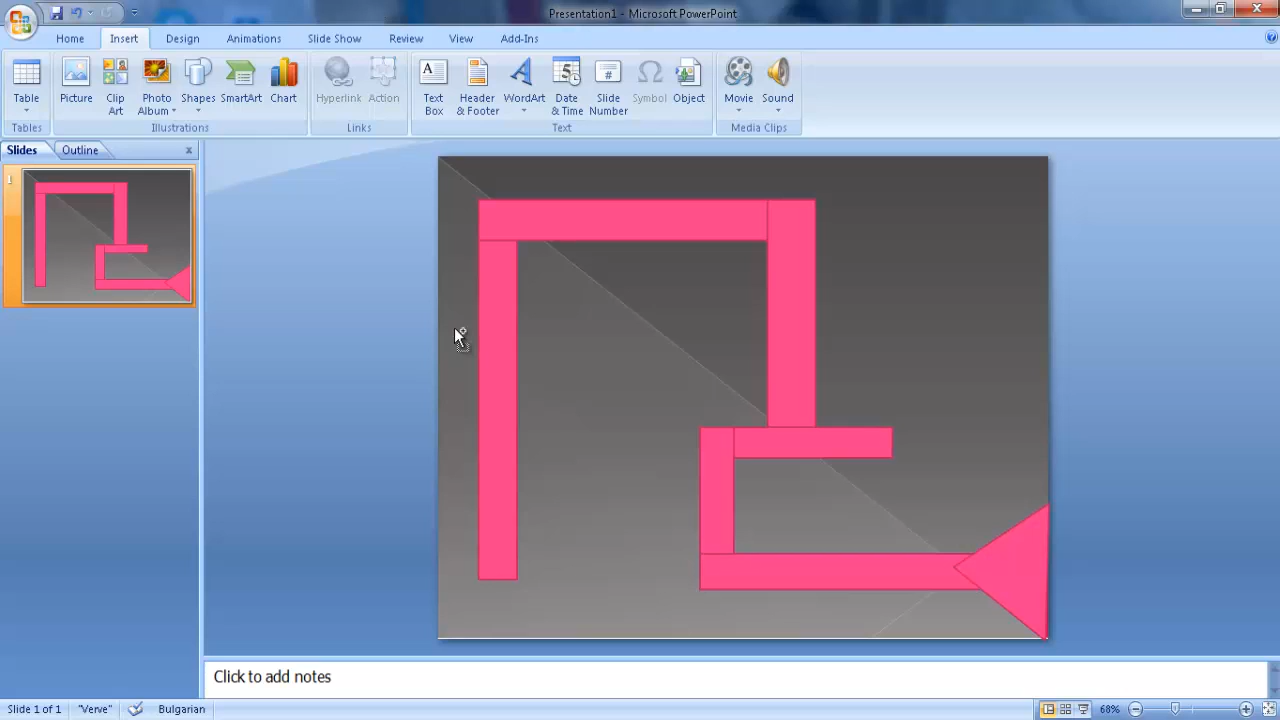 Presentation1 - Microsoft PowerPoint
Home Insert Design Animations Slide Show Review View Add-Ins
Table Picture Clip Art Photo Album Shapes SmartArt Chart Hyperlink Action Text Box Header & Footer WordArt Date & Time Slide Number Symbol Object Movie Sound
Tables Illustrations Links Text Media Clips
Slides Outline x
1
Click to add notes
Slide 1 of 1 "Verve" Bulgarian 68%